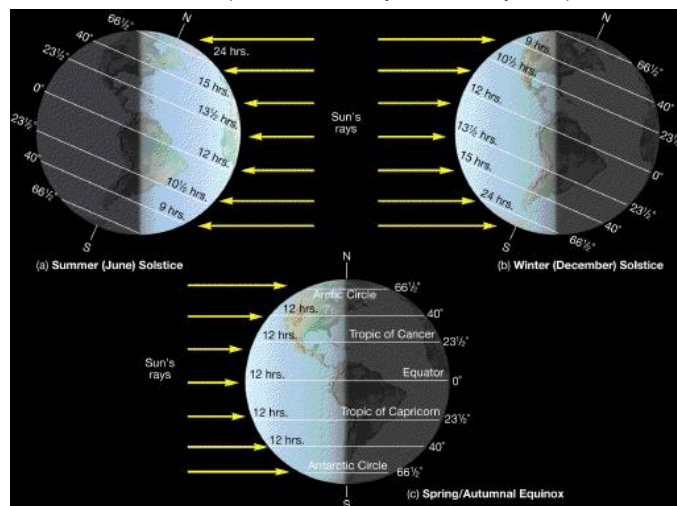 N
66½°
40°
23½°
0°
23½°
40°
66½°
24 hrs.
15 hrs.
13½ hrs.
12 hrs.
10½ hrs.
9 hrs.
S
(a) Summer (June) Solstice
Sun's
rays
N
9 hrs.
10½ hrs.
12 hrs.
13½ hrs.
15 hrs.
24 hrs.
66½°
40°
23½°
0°
23½°
40°
66½°
S
(b) Winter (December) Solstice
Sun's
rays
N
Arctic Circle
66½°
12 hrs.
40°
12 hrs.
Tropic of Cancer
23½°
12 hrs.
Equator
0°
12 hrs.
Tropic of Capricorn
23½°
12 hrs.
40°
Antarctic Circle
66½°
S
(c) Spring/Autumnal Equinox